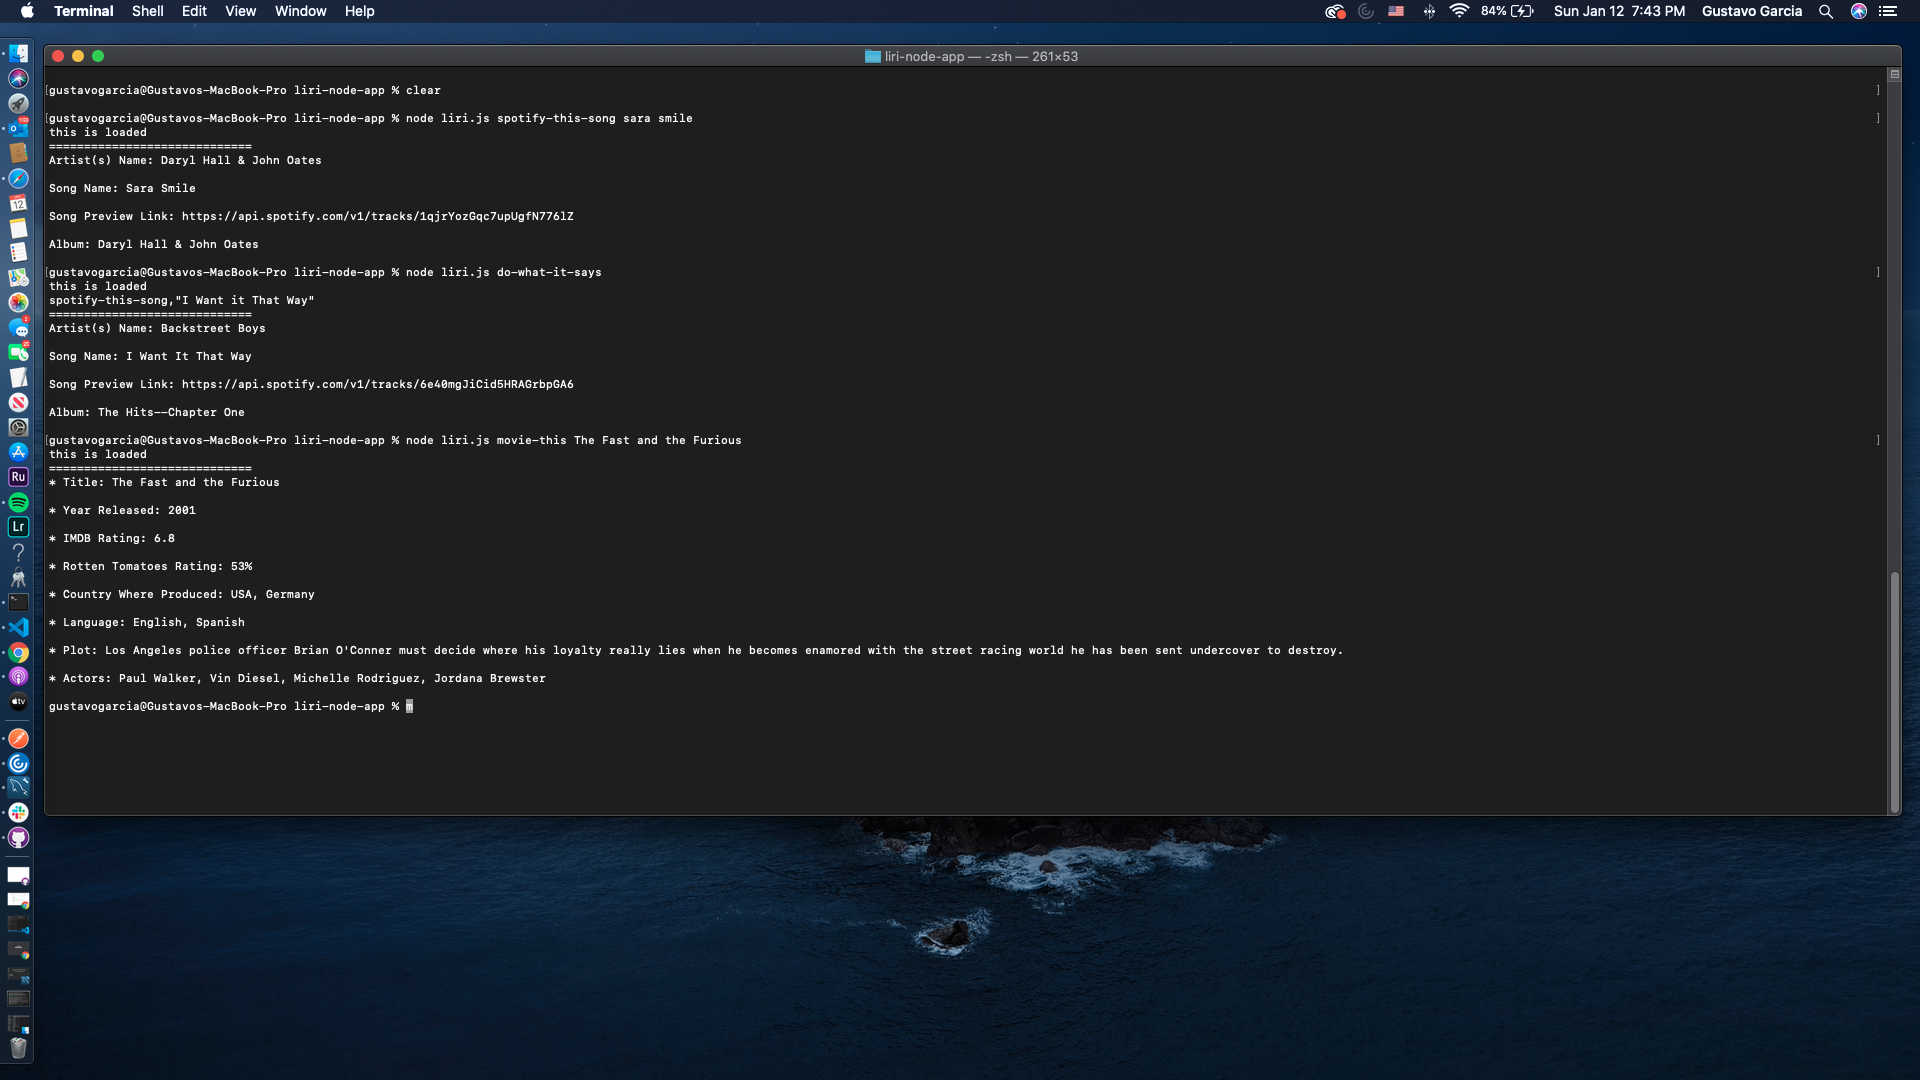 Terminal Shell Edit View Window Help 84% Sun Jan 12 7:43 PM Gustavo Garcia
liri-node-app — -zsh — 261×53
[gustavogarcia@Gustavos-MacBook-Pro liri-node-app % clear ]
[gustavogarcia@Gustavos-MacBook-Pro liri-node-app % node liri.js spotify-this-song sara smile ]
this is loaded
=============================
Artist(s) Name: Daryl Hall & John Oates
Song Name: Sara Smile
Song Preview Link: https://api.spotify.com/v1/tracks/1qjrYozGqc7upUgfN776lZ
Album: Daryl Hall & John Oates
[gustavogarcia@Gustavos-MacBook-Pro liri-node-app % node liri.js do-what-it-says ]
this is loaded
spotify-this-song,"I Want it That Way"
=============================
Artist(s) Name: Backstreet Boys
Song Name: I Want It That Way
Song Preview Link: https://api.spotify.com/v1/tracks/6e40mgJiCid5HRAGrbpGA6
Album: The Hits--Chapter One
[gustavogarcia@Gustavos-MacBook-Pro liri-node-app % node liri.js movie-this The Fast and the Furious ]
this is loaded
=============================
* Title: The Fast and the Furious
* Year Released: 2001
* IMDB Rating: 6.8
* Rotten Tomatoes Rating: 53%
* Country Where Produced: USA, Germany
* Language: English, Spanish
* Plot: Los Angeles police officer Brian O'Conner must decide where his loyalty really lies when he becomes enamored with the street racing world he has been sent undercover to destroy.
* Actors: Paul Walker, Vin Diesel, Michelle Rodriguez, Jordana Brewster
gustavogarcia@Gustavos-MacBook-Pro liri-node-app % m
12
Ru
Lr
tv